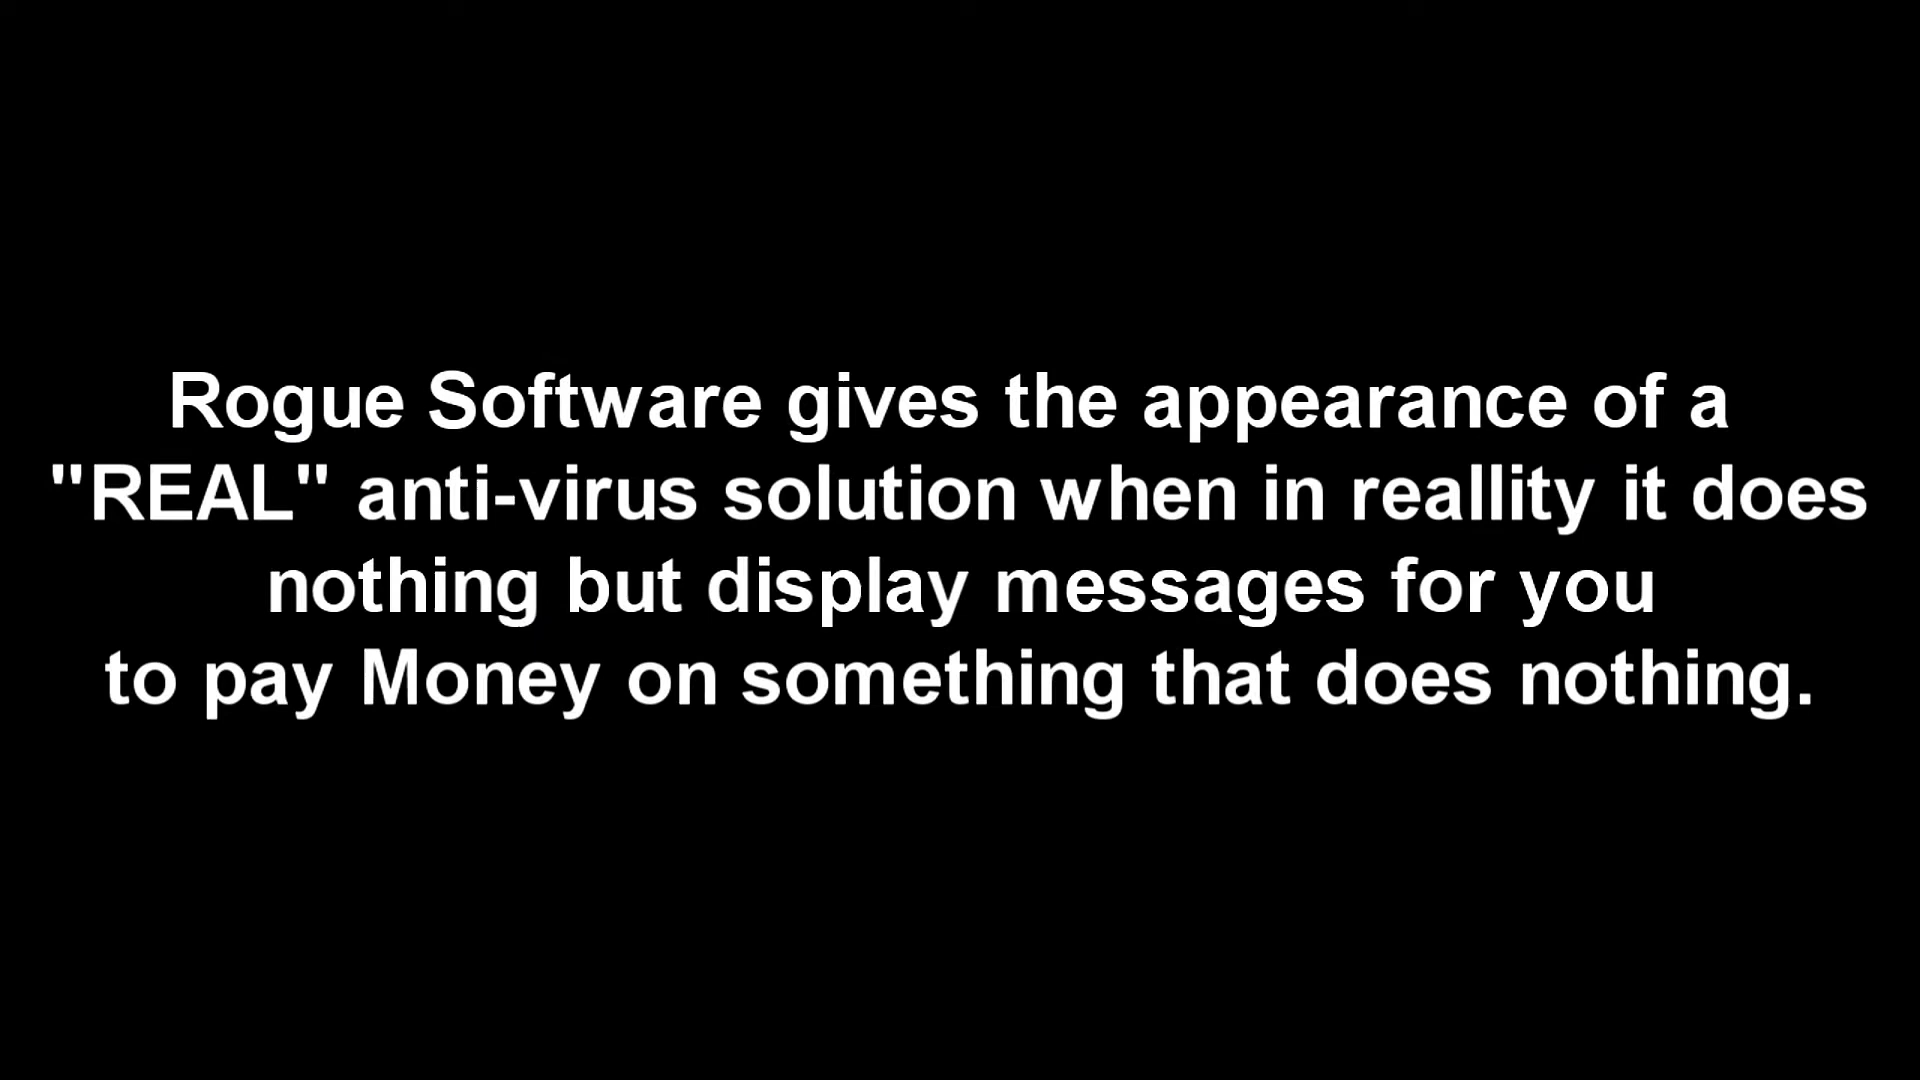 Rogue Software gives the appearance of a
"REAL" anti-virus solution when in reallity it does
nothing but display messages for you
to pay Money on something that does nothing.